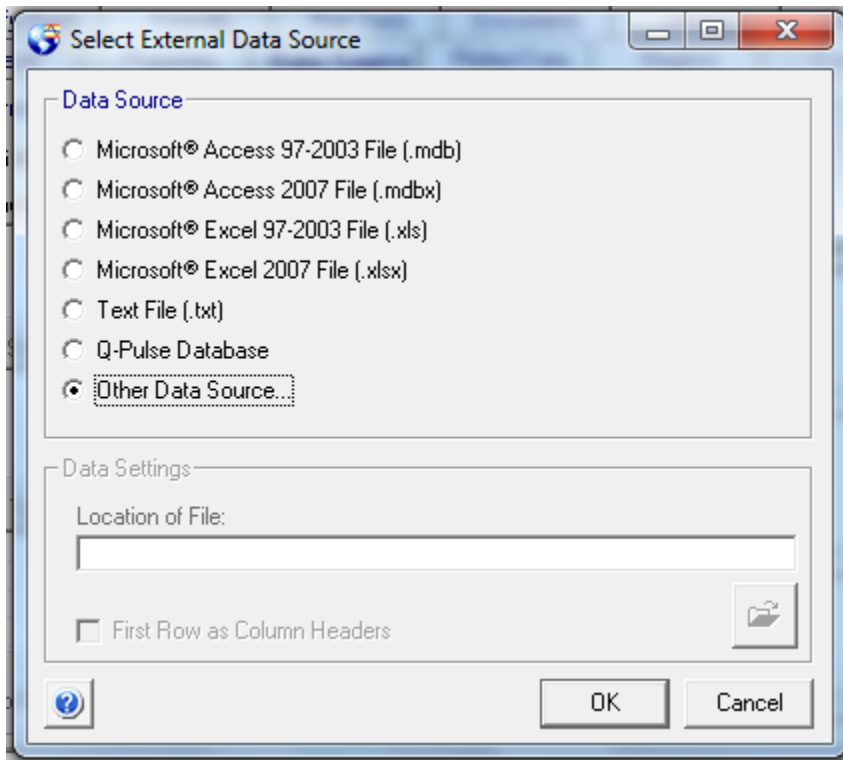 Select External Data Source
Data Source
Microsoft® Access 97-2003 File (.mdb)
Microsoft® Access 2007 File (.mdbx)
Microsoft® Excel 97-2003 File (.xls)
Microsoft® Excel 2007 File (.xlsx)
Text File (.txt)
Q-Pulse Database
Other Data Source...
Data Settings
Location of File:
First Row as Column Headers
OK Cancel